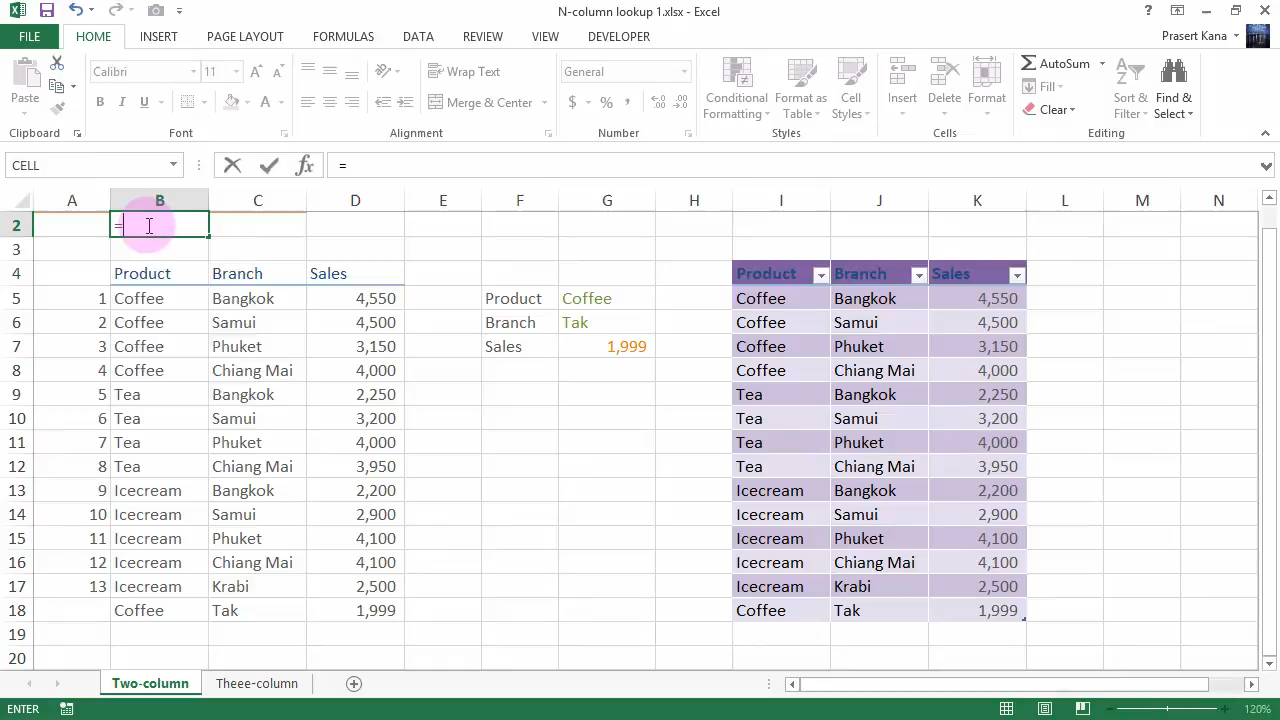 N-column lookup 1.xlsx - Excel
FILE HOME INSERT PAGE LAYOUT FORMULAS DATA REVIEW VIEW DEVELOPER Prasert Kana
Paste
Calibri 11
B I U A
Wrap Text
Merge & Center
General
$ % ,
Conditional Formatting
Format as Table
Cell Styles
Insert Delete Format
AutoSum
Fill
Clear
Sort & Filter
Find & Select
Clipboard Font Alignment Number Styles Cells Editing
CELL fx =
A B C D E F G H I J K L M N
2 =
3
4 Product Branch Sales Product Branch Sales
5 1 Coffee Bangkok 4,550 Product Coffee Coffee Bangkok 4,550
6 2 Coffee Samui 4,500 Branch Tak Coffee Samui 4,500
7 3 Coffee Phuket 3,150 Sales 1,999 Coffee Phuket 3,150
8 4 Coffee Chiang Mai 4,000 Coffee Chiang Mai 4,000
9 5 Tea Bangkok 2,250 Tea Bangkok 2,250
10 6 Tea Samui 3,200 Tea Samui 3,200
11 7 Tea Phuket 4,000 Tea Phuket 4,000
12 8 Tea Chiang Mai 3,950 Tea Chiang Mai 3,950
13 9 Icecream Bangkok 2,200 Icecream Bangkok 2,200
14 10 Icecream Samui 2,900 Icecream Samui 2,900
15 11 Icecream Phuket 4,100 Icecream Phuket 4,100
16 12 Icecream Chiang Mai 4,100 Icecream Chiang Mai 4,100
17 13 Icecream Krabi 2,500 Icecream Krabi 2,500
18 Coffee Tak 1,999 Coffee Tak 1,999
19
20
Two-column Theee-column
ENTER 120%